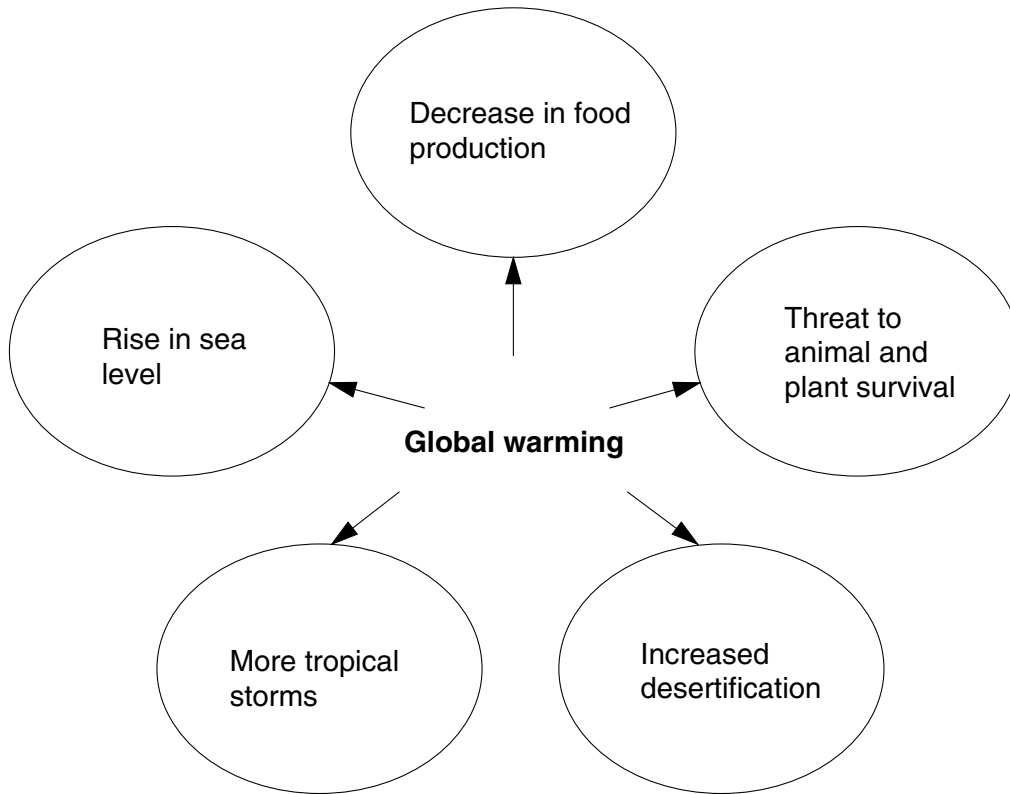 Decrease in food
production
Rise in sea
level
Threat to
animal and
plant survival
Global warming
More tropical
storms
Increased
desertification